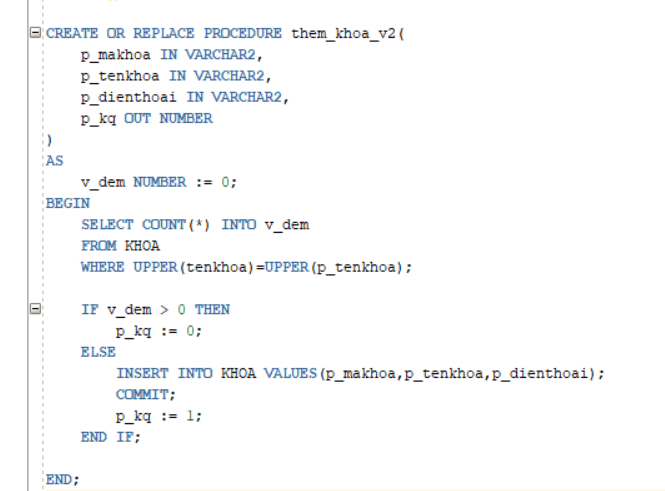 CREATE OR REPLACE PROCEDURE them_khoa_v2(
    p_makhoa IN VARCHAR2,
    p_tenkhoa IN VARCHAR2,
    p_dienthoai IN VARCHAR2,
    p_kq OUT NUMBER
)
AS
    v_dem NUMBER := 0;
BEGIN
    SELECT COUNT(*) INTO v_dem
    FROM KHOA
    WHERE UPPER(tenkhoa)=UPPER(p_tenkhoa);
    IF v_dem > 0 THEN
        p_kq := 0;
    ELSE
        INSERT INTO KHOA VALUES(p_makhoa,p_tenkhoa,p_dienthoai);
        COMMIT;
        p_kq := 1;
    END IF;
END;